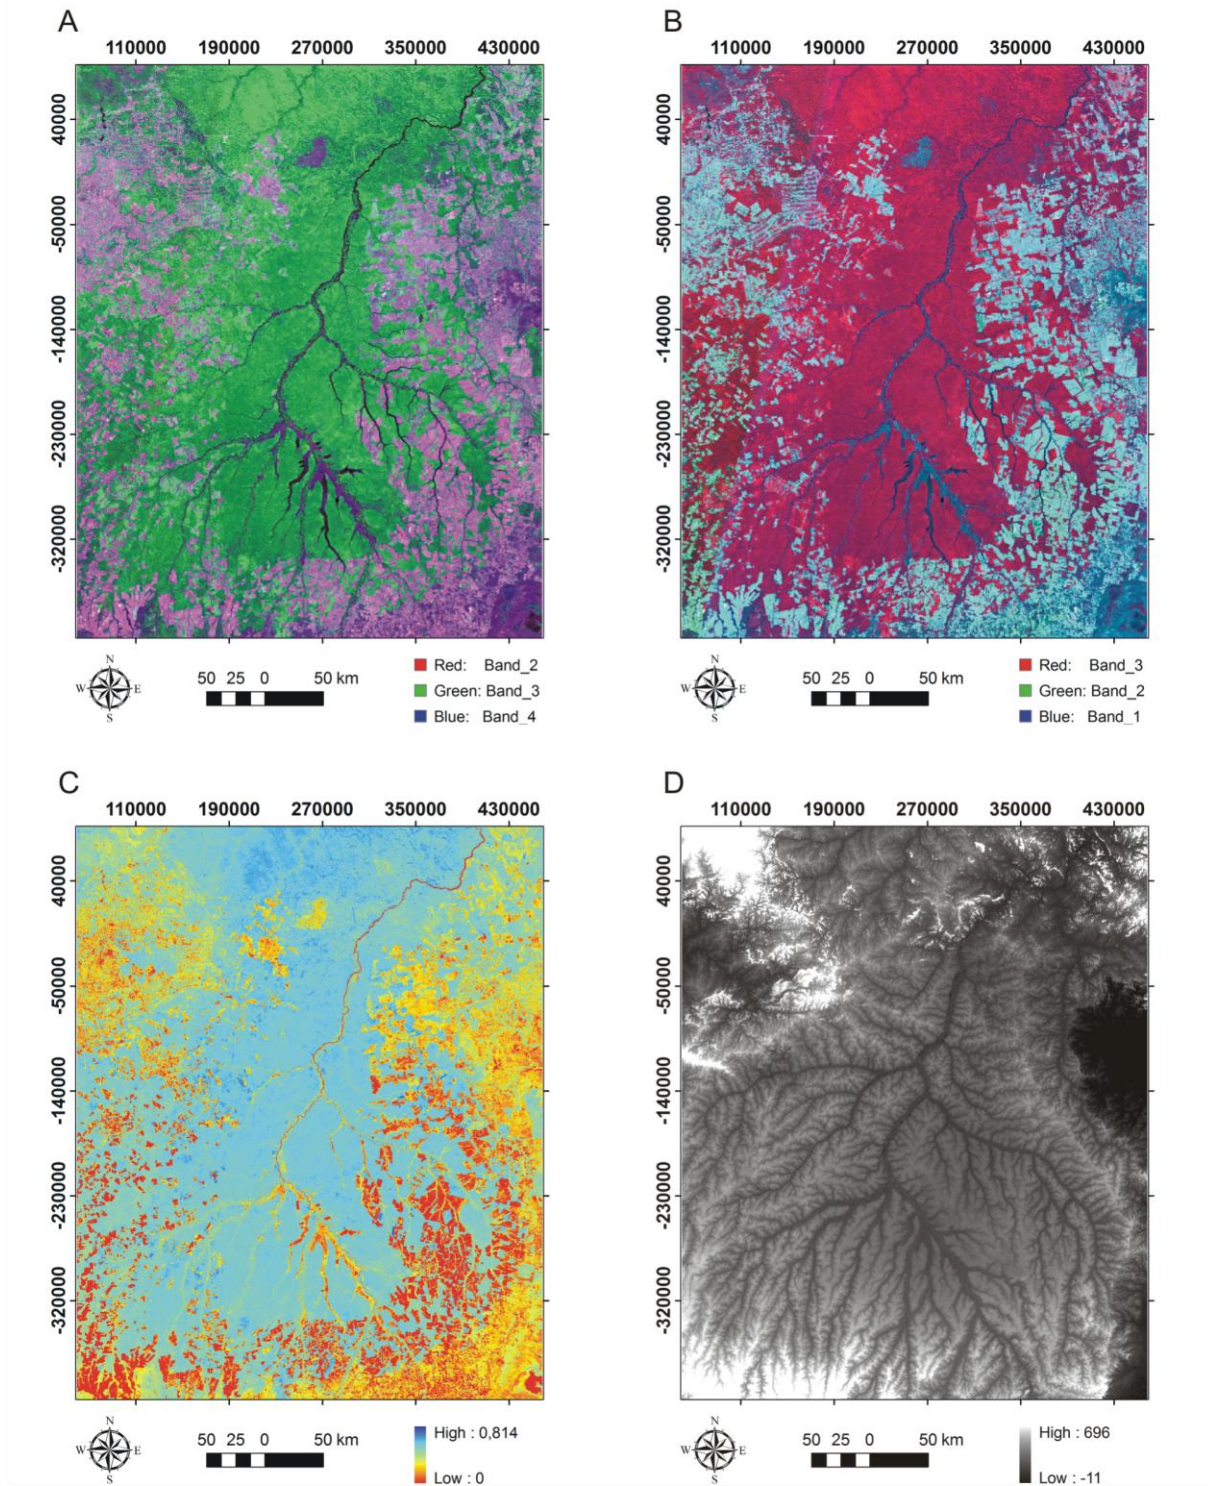 A
110000 190000 270000 350000 430000
40000
-50000
-140000
-230000
-320000
N
W E
S
50 25 0 50 km
Red: Band_2
Green: Band_3
Blue: Band_4
B
110000 190000 270000 350000 430000
40000
-50000
-140000
-230000
-320000
N
W E
S
50 25 0 50 km
Red: Band_3
Green: Band_2
Blue: Band_1
C
110000 190000 270000 350000 430000
40000
-50000
-140000
-230000
-320000
N
W E
S
50 25 0 50 km
High : 0,814
Low : 0
D
110000 190000 270000 350000 430000
40000
-50000
-140000
-230000
-320000
N
W E
S
50 25 0 50 km
High : 696
Low : -11